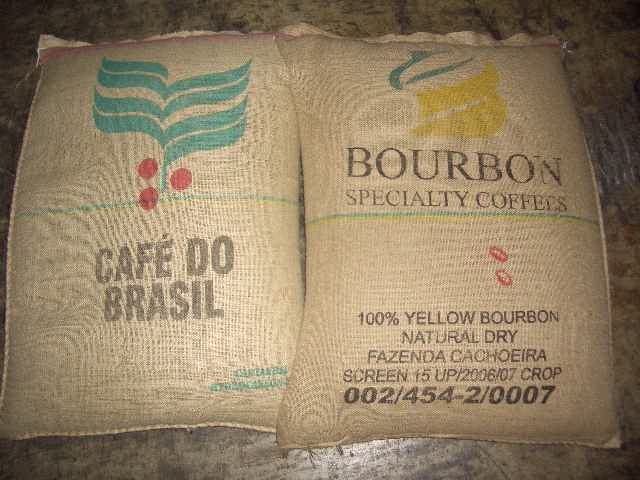 CAFÉ DO
BRASIL
BOURBON
SPECIALTY COFFEES
100% YELLOW BOURBON
NATURAL DRY
FAZENDA CACHOEIRA
SCREEN 15 UP/2006/07 CROP
002/454-2/0007